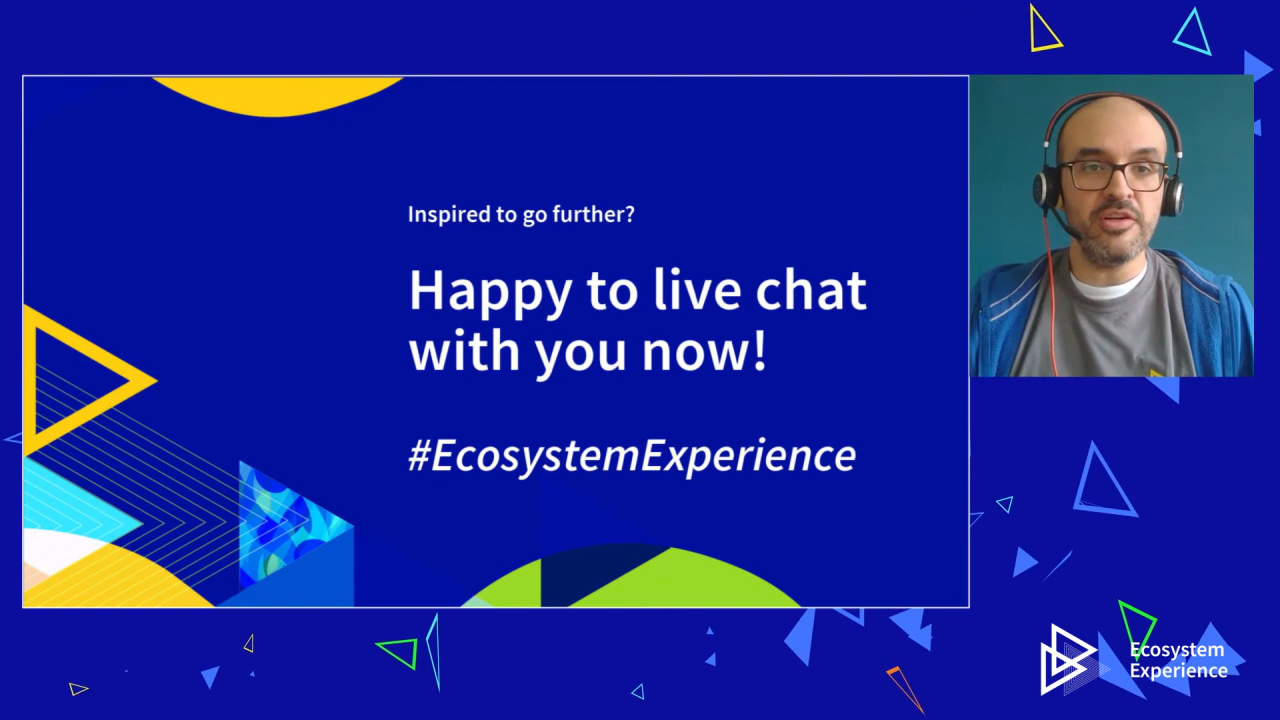 Inspired to go further?
Happy to live chat
with you now!
#EcosystemExperience
Ecosystem
Experience